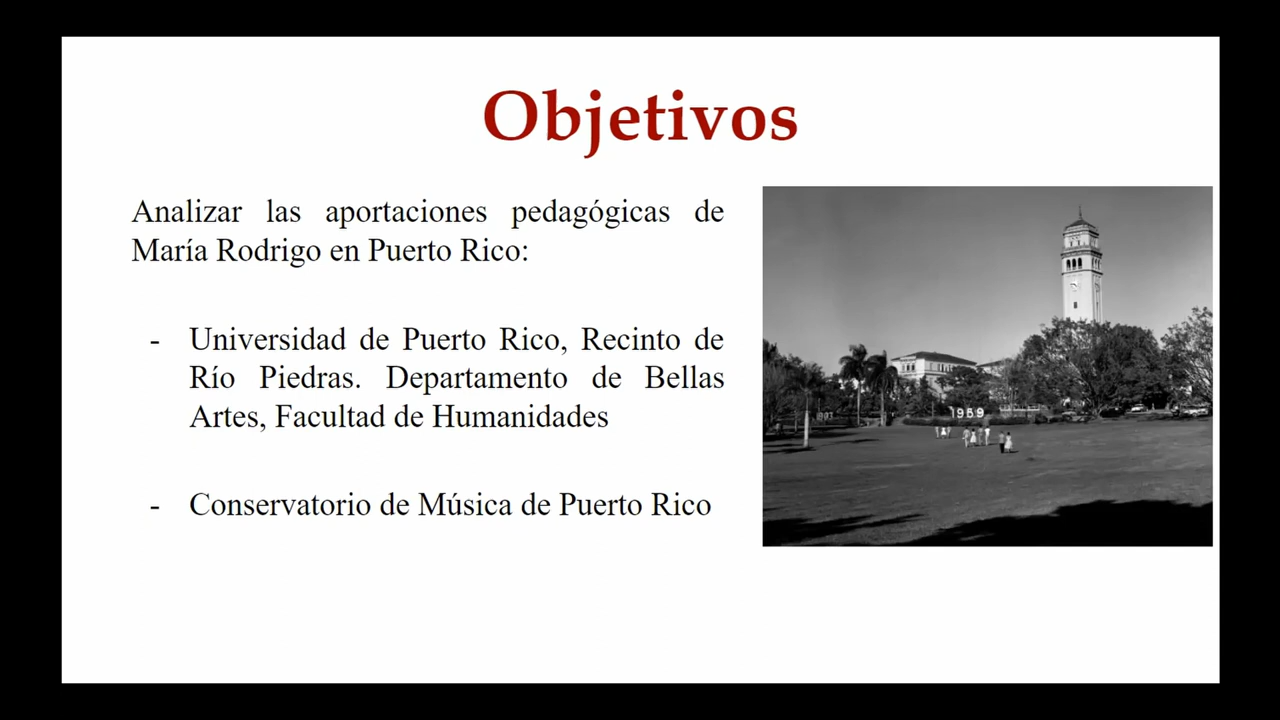 Objetivos
Analizar las aportaciones pedagógicas de
María Rodrigo en Puerto Rico:
- Universidad de Puerto Rico, Recinto de
Río Piedras. Departamento de Bellas
Artes, Facultad de Humanidades
- Conservatorio de Música de Puerto Rico
1959